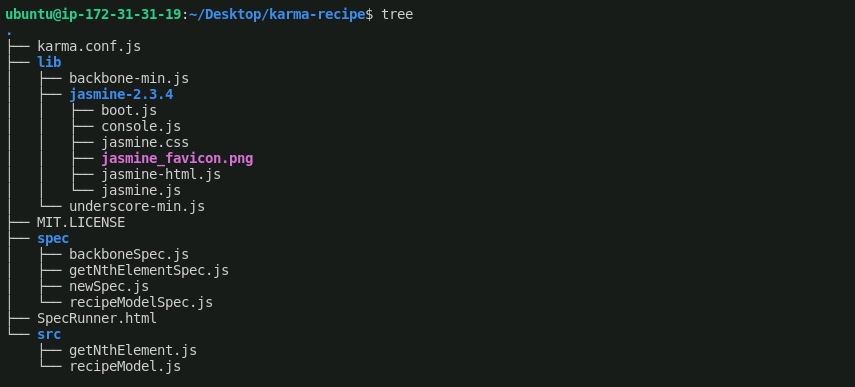 ubuntu@ip-172-31-31-19:~/Desktop/karma-recipe$ tree
.
├── karma.conf.js
├── lib
│   ├── backbone-min.js
│   ├── jasmine-2.3.4
│   │   ├── boot.js
│   │   ├── console.js
│   │   ├── jasmine.css
│   │   ├── jasmine_favicon.png
│   │   ├── jasmine-html.js
│   │   └── jasmine.js
│   └── underscore-min.js
├── MIT.LICENSE
├── spec
│   ├── backboneSpec.js
│   ├── getNthElementSpec.js
│   ├── newSpec.js
│   └── recipeModelSpec.js
├── SpecRunner.html
└── src
    ├── getNthElement.js
    └── recipeModel.js